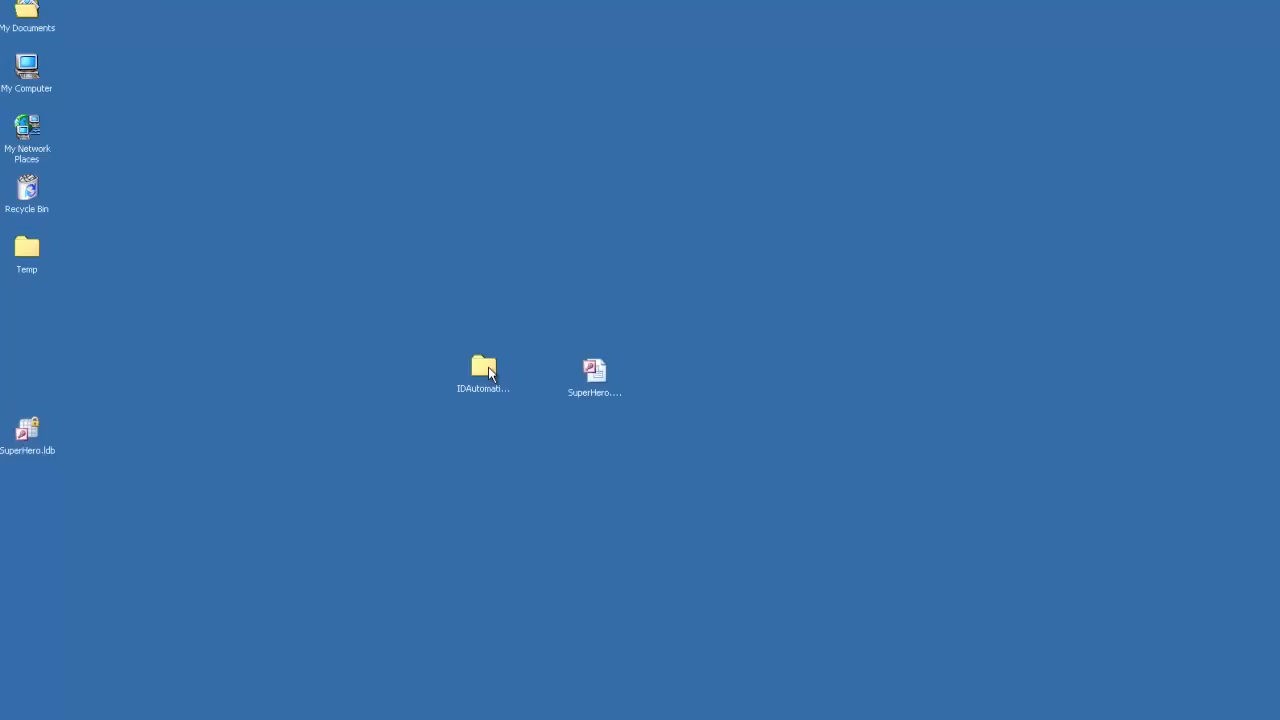 My Documents
My Computer
My Network
Places
Recycle Bin
Temp
IDAutomati...
SuperHero....
SuperHero.ldb